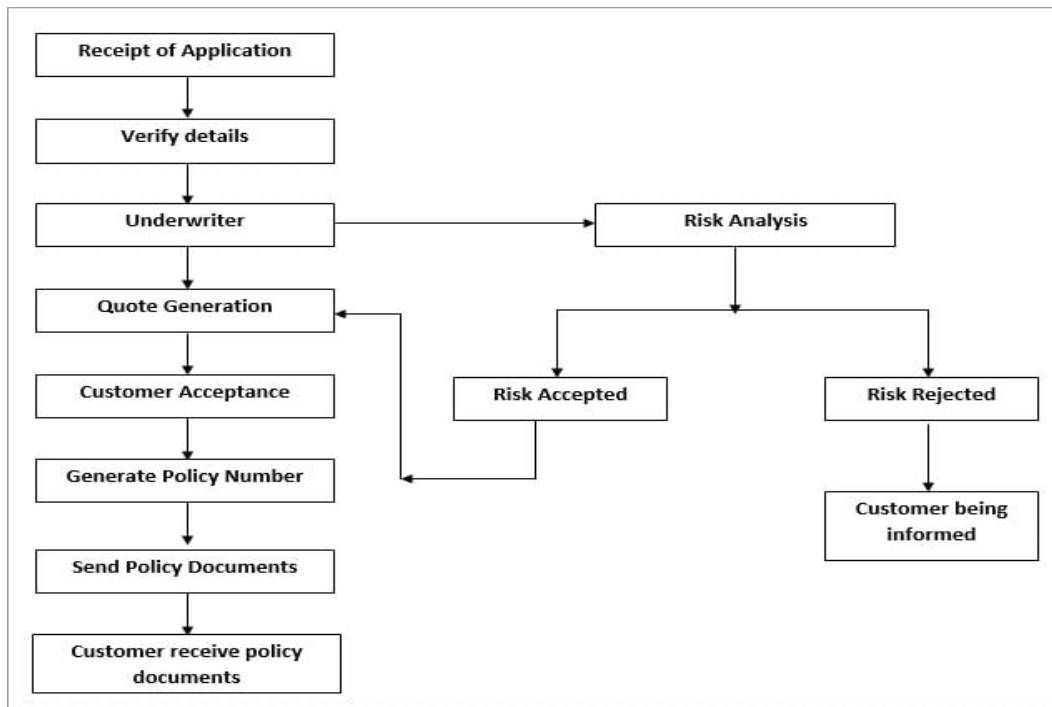 Receipt of Application
Verify details
Underwriter
Risk Analysis
Quote Generation
Customer Acceptance
Risk Accepted
Risk Rejected
Generate Policy Number
Customer being
informed
Send Policy Documents
Customer receive policy
documents